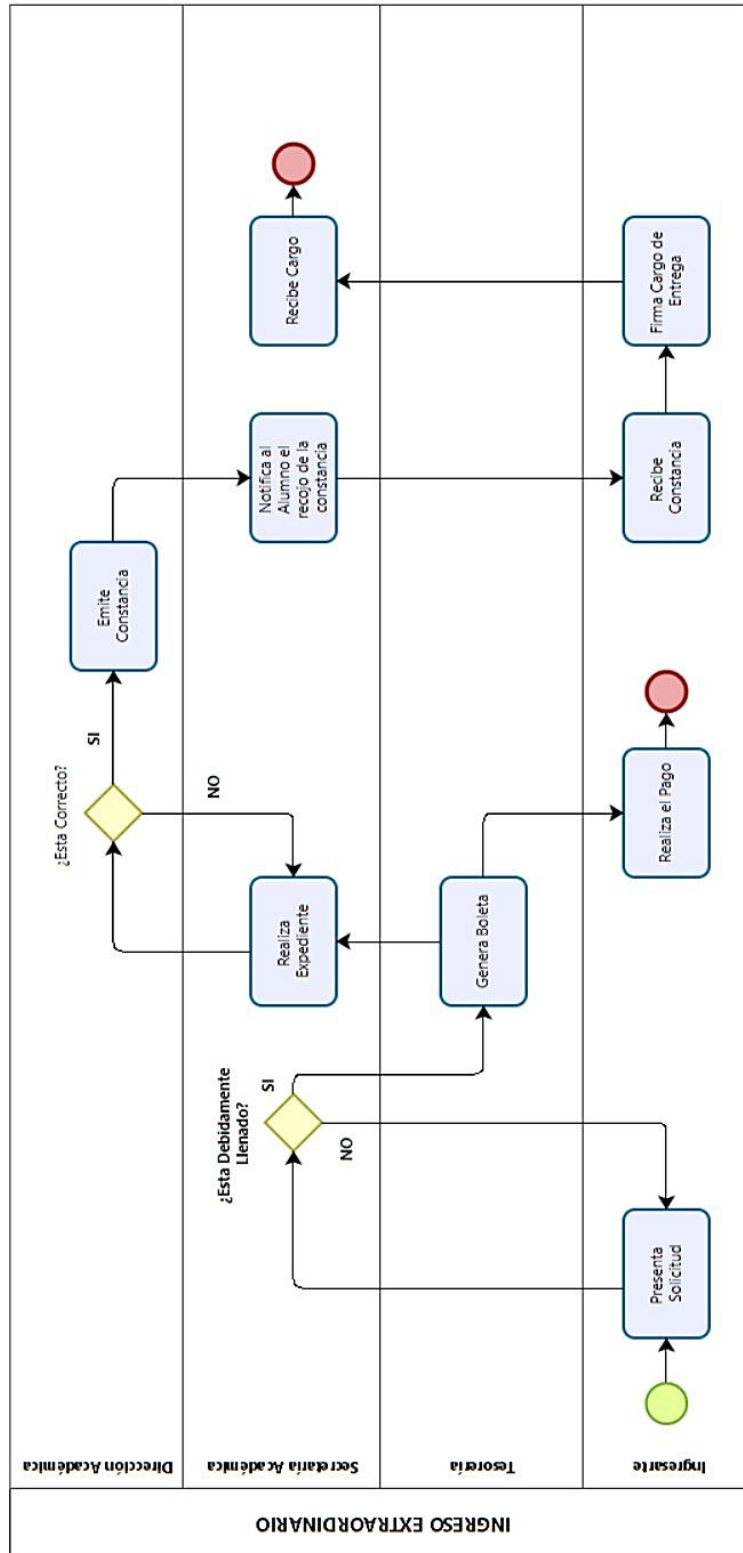 INGRESO EXTRAORDINARIO
Dirección Académica
¿Esta Correcto?
SI
NO
Emite
Constancia
Secretaría Académica
¿Esta Debidamente
Llenado?
SI
NO
Realiza
Expediente
Notifica al
Alumno el
recojo de la
constancia
Recibe Cargo
Tesorería
Genera Boleta
Ingresarte
Presenta
Solicitud
Realiza el Pago
Recibe
Constancia
Firma Cargo de
Entrega